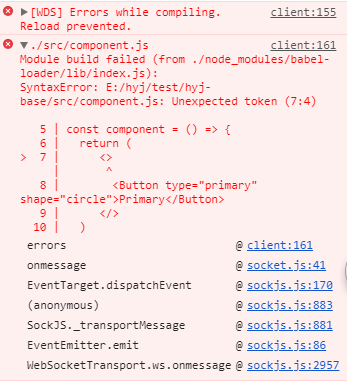 ▶[WDS] Errors while compiling. client:155
Reload prevented.
▼./src/component.js client:161
Module build failed (from ./node_modules/babel-
loader/lib/index.js):
SyntaxError: E:/hyj/test/hyj-
base/src/component.js: Unexpected token (7:4)
5 | const component = () => {
6 |   return (
> 7 |     <>
|     ^
8 |       <Button type="primary"
shape="circle">Primary</Button>
9 |     </>
10 |   )
errors @ client:161
onmessage @ socket.js:41
EventTarget.dispatchEvent @ sockjs.js:170
(anonymous) @ sockjs.js:883
SockJS._transportMessage @ sockjs.js:881
EventEmitter.emit @ sockjs.js:86
WebSocketTransport.ws.onmessage @ sockjs.js:2957